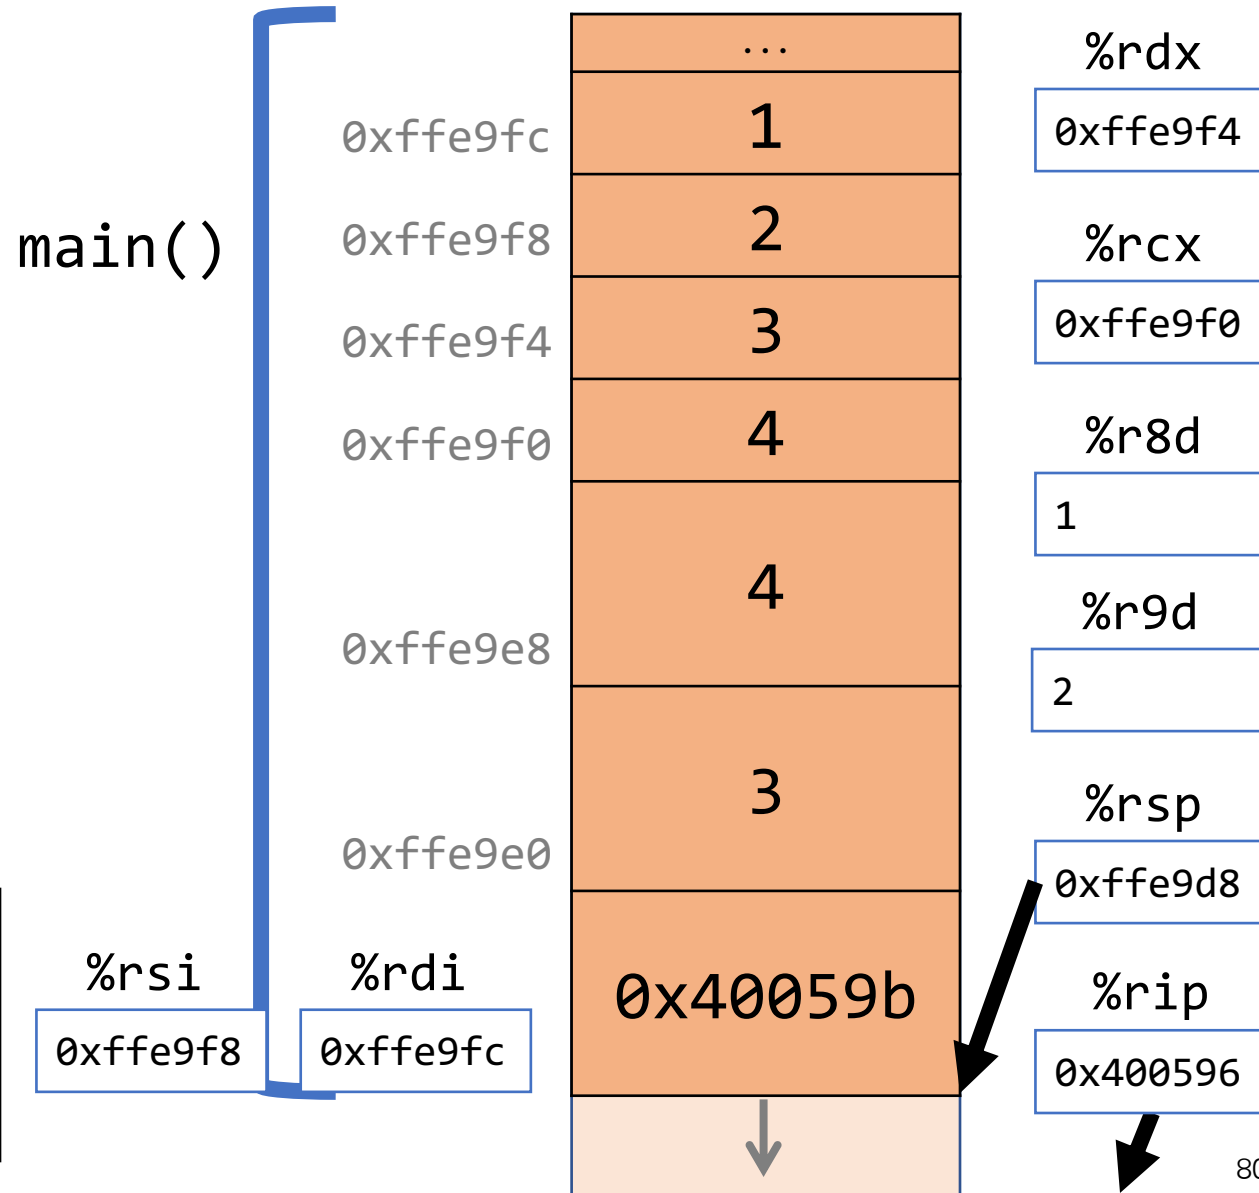 ...
%rdx
1
0xffe9fc
0xffe9f4
2
main()
0xffe9f8
%rcx
3
0xffe9f4
0xffe9f0
4
0xffe9f0
%r8d
1
4
0xffe9e8
%r9d
2
3
0xffe9e0
%rsp
0xffe9d8
%rsi
%rdi
0x40059b
%rip
0xffe9f8
0xffe9fc
0x400596
80